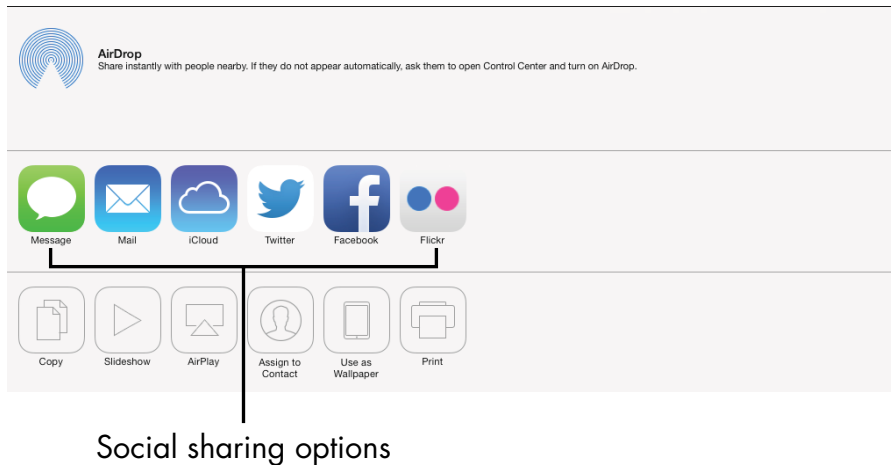 AirDrop
Share instantly with people nearby. If they do not appear automatically, ask them to open Control Center and turn on AirDrop.
Message Mail iCloud Twitter Facebook Flickr
Copy Slideshow AirPlay Assign to Contact Use as Wallpaper Print
Social sharing options